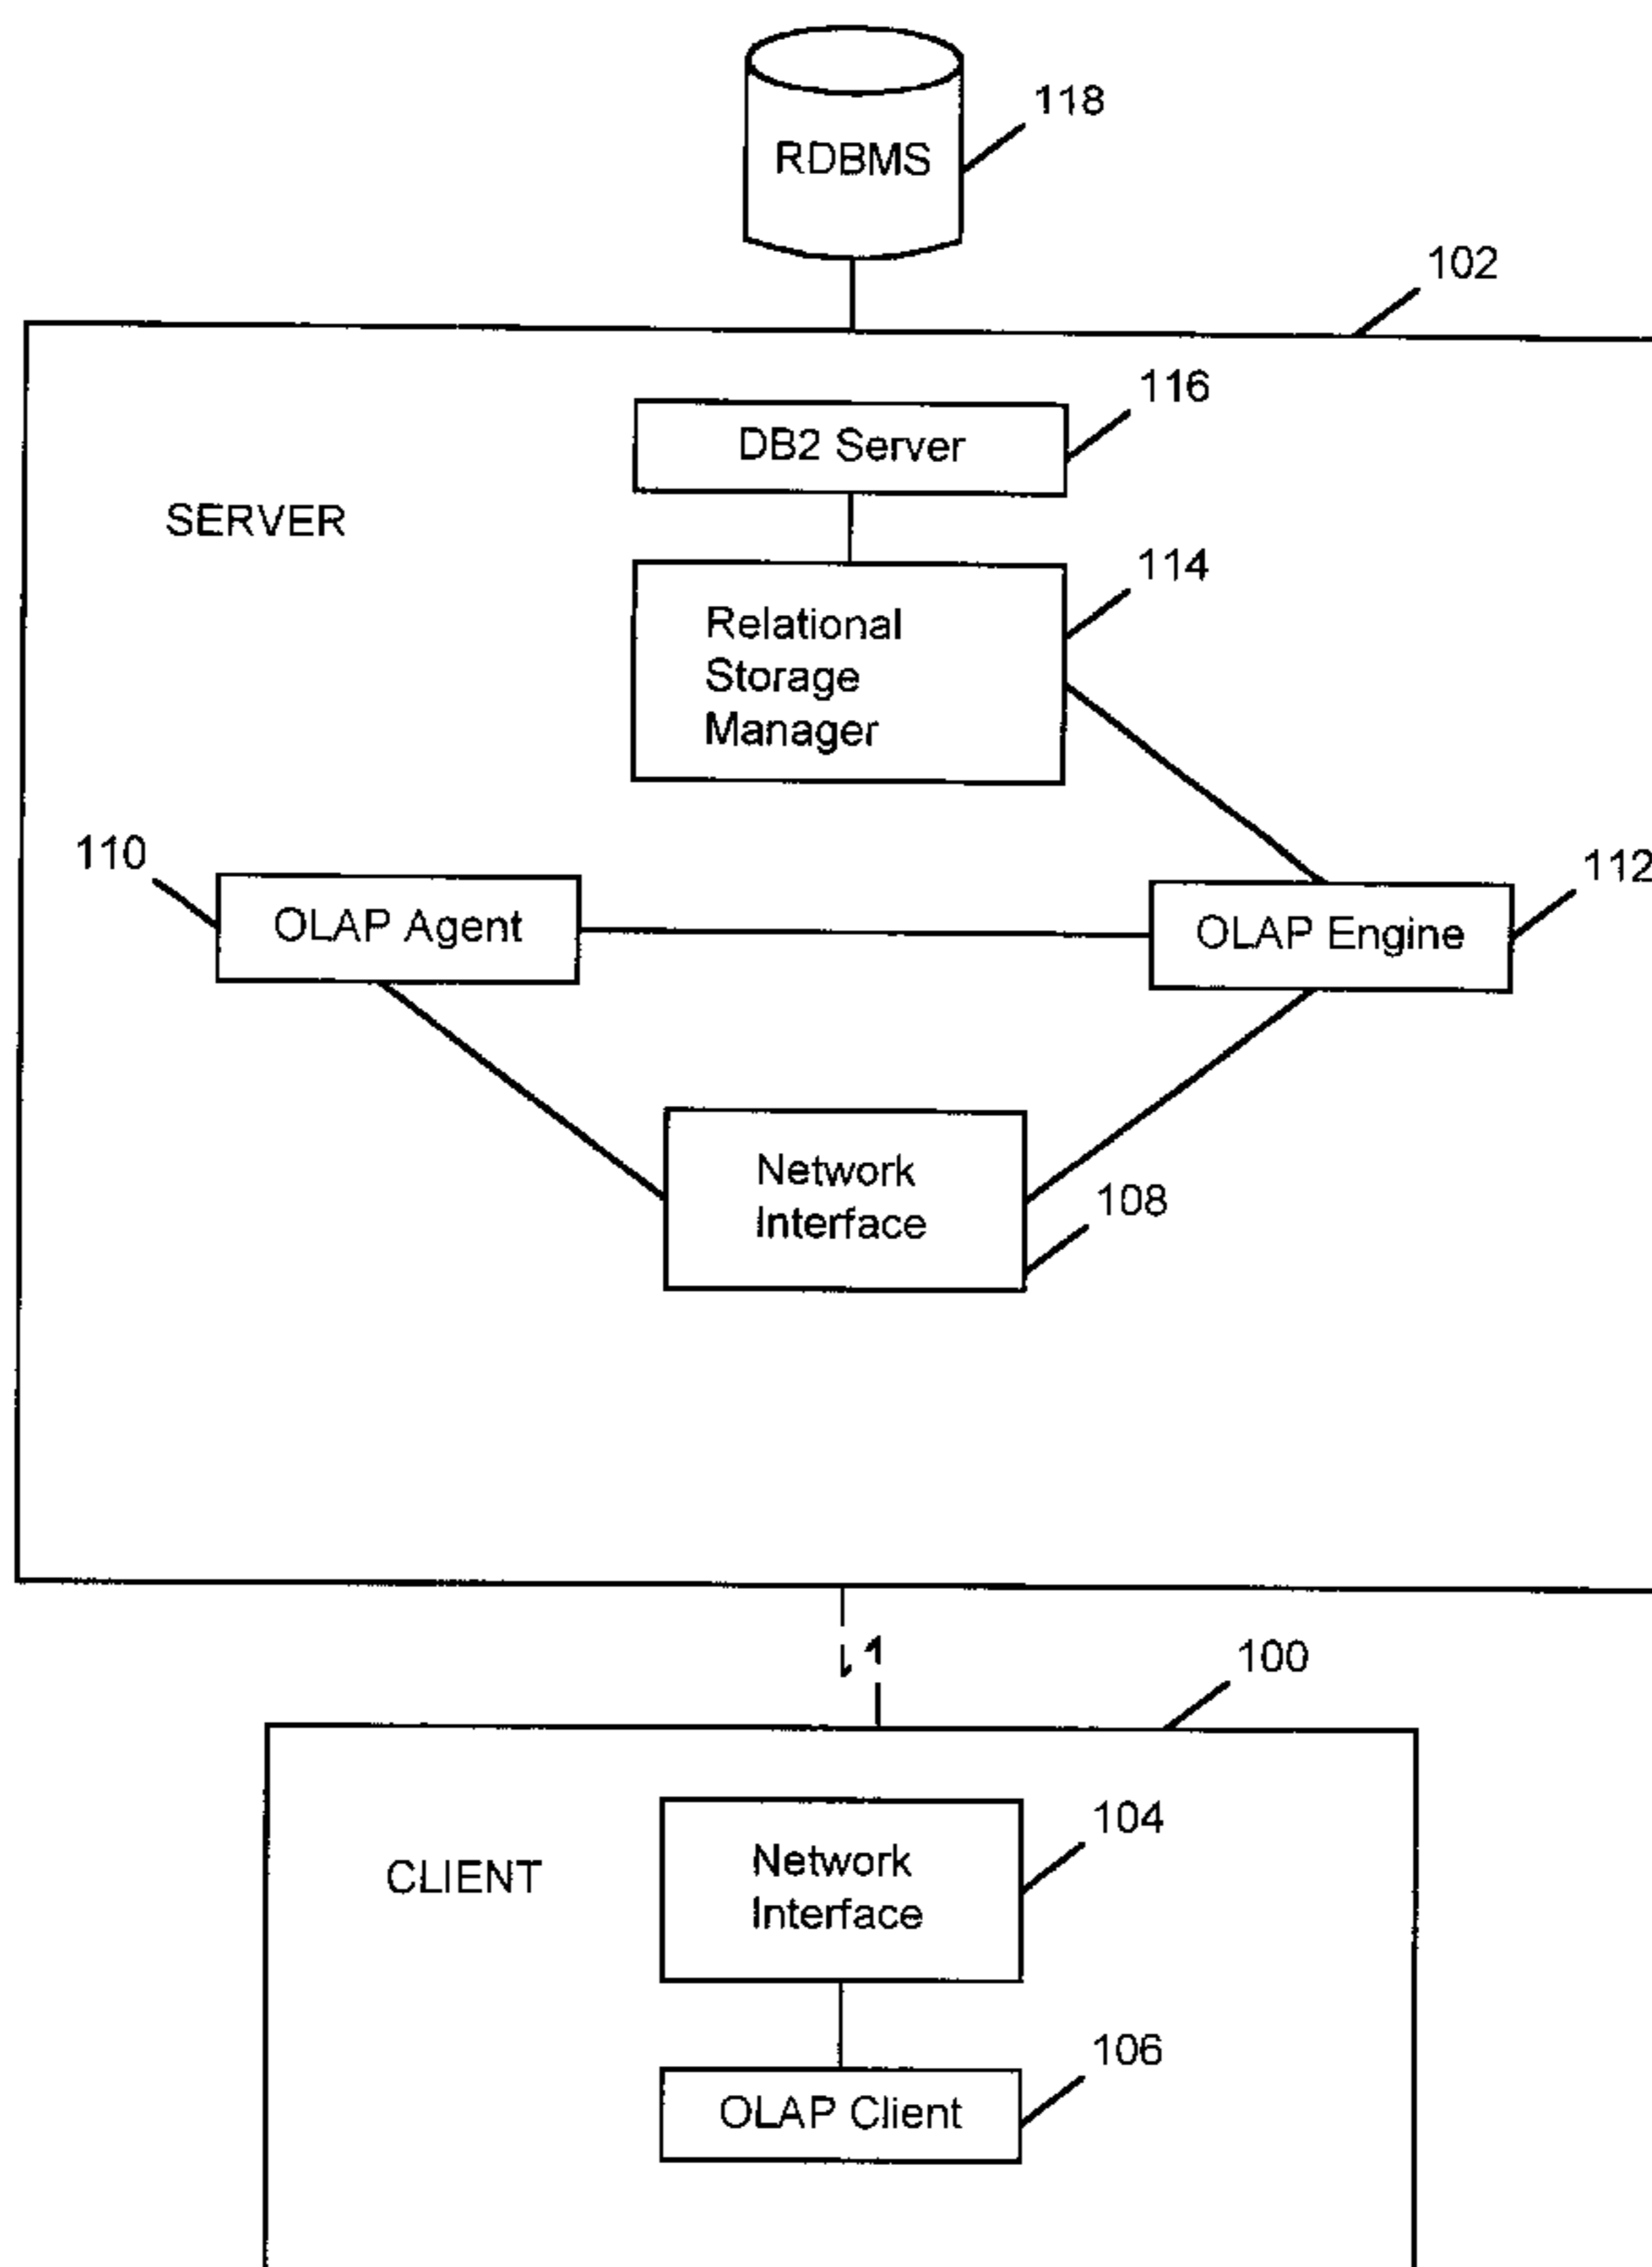 118
RDBMS
102
116
DB2 Server
SERVER
114
Relational
Storage
Manager
110
112
OLAP Agent
OLAP Engine
Network
Interface
108
100
104
CLIENT
Network
Interface
106
OLAP Client